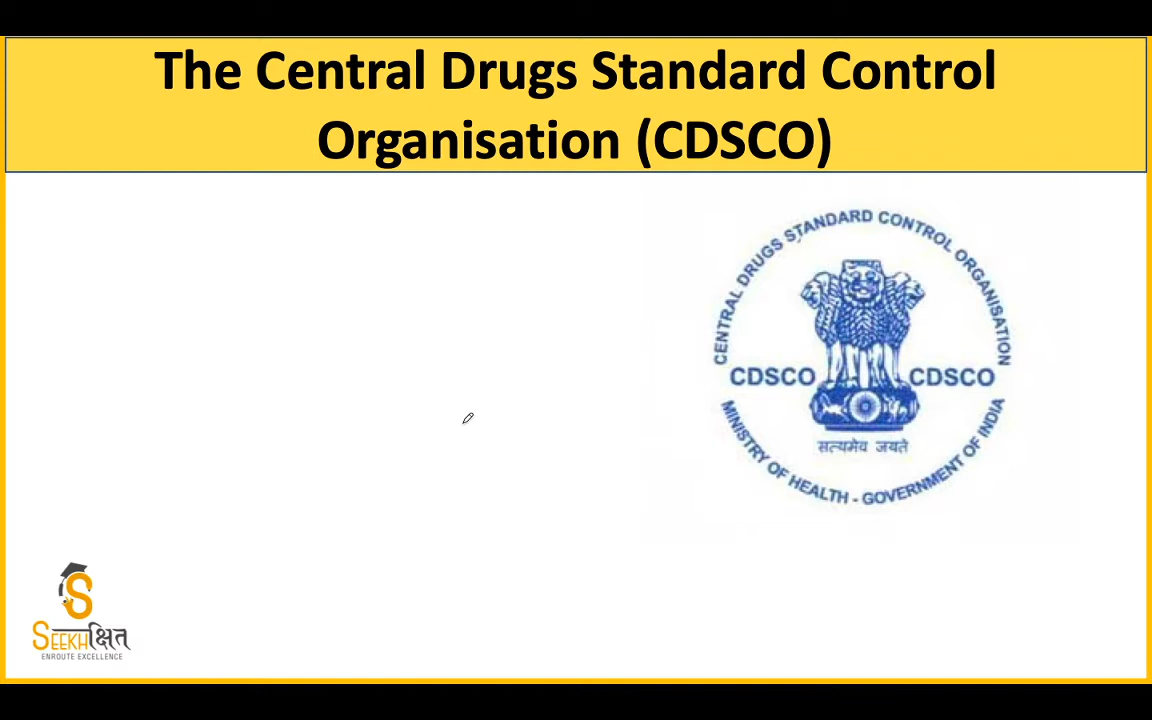 The Central Drugs Standard Control
Organisation (CDSCO)
CENTRAL DRUGS STANDARD CONTROL ORGANISATION
CDSCO CDSCO
सत्यमेव जयते
MINISTRY OF HEALTH - GOVERNMENT OF INDIA
S
SEEKHक्षित
ENROUTE EXCELLENCE